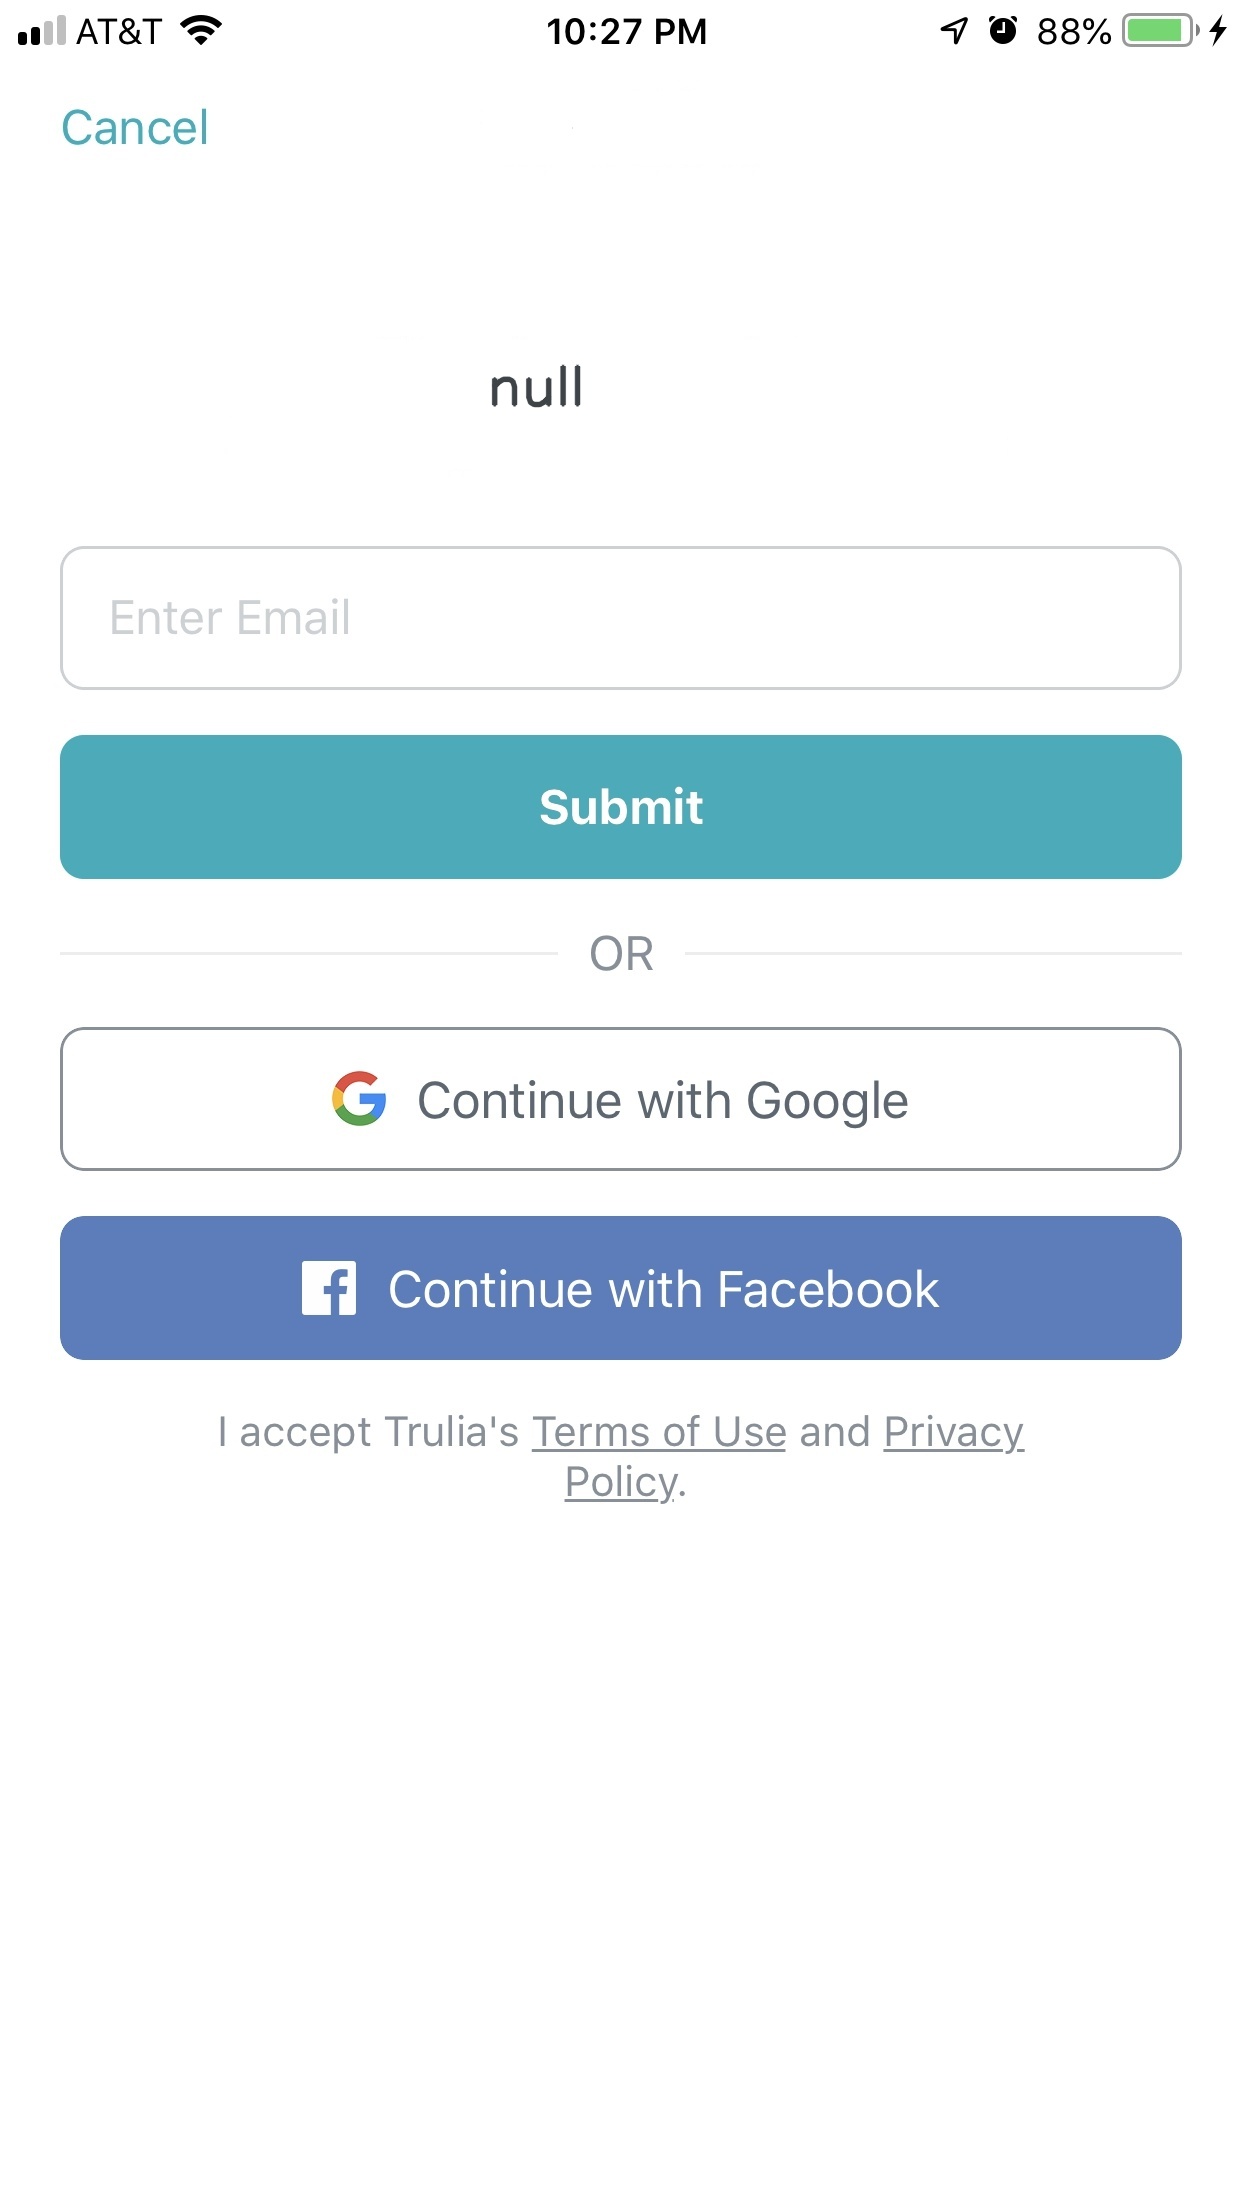 AT&T 10:27 PM 88%
Cancel
null
Enter Email
Submit
OR
Continue with Google
Continue with Facebook
I accept Trulia's Terms of Use and Privacy
Policy.